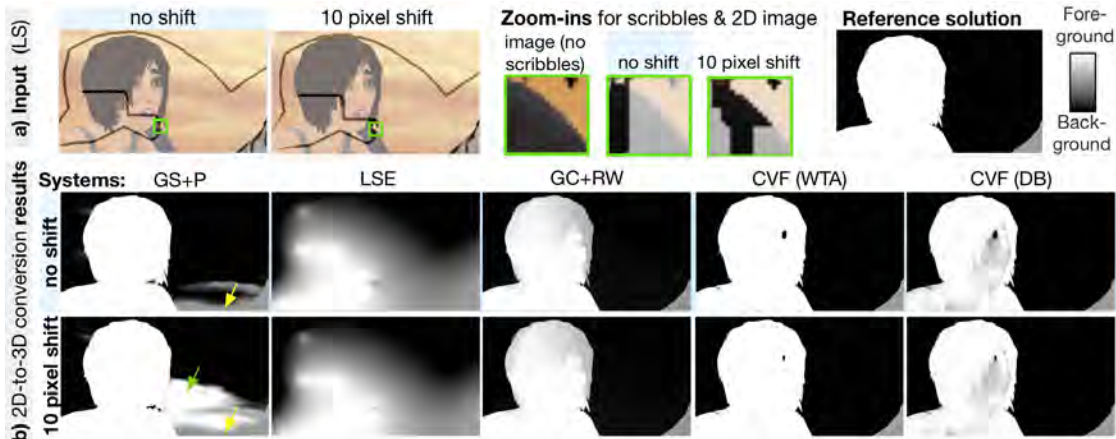 no shift
10 pixel shift
Zoom-ins for scribbles & 2D image
Reference solution
Fore-
ground
a) Input (LS)
image (no
scribbles)
no shift
10 pixel shift
Back-
ground
Systems: GS+P LSE GC+RW CVF (WTA) CVF (DB)
b) 2D-to-3D conversion results
no shift
10 pixel shift